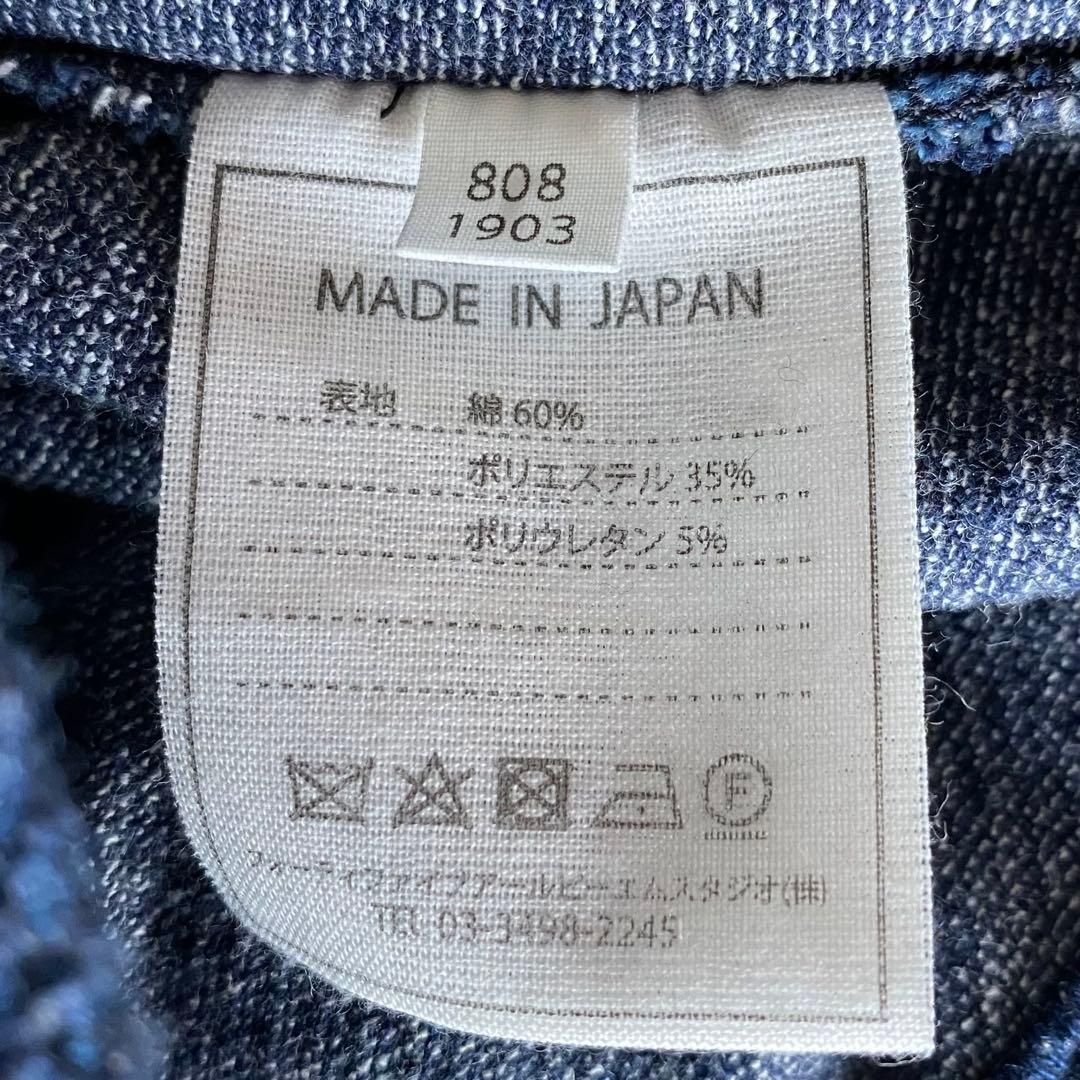 808
1903
MADE IN JAPAN
表地 綿 60%
ポリエステル 35%
ポリウレタン 5%
F
フォーティファイブアールピーエムスタジオ(株)
TEL 03-3498-2245